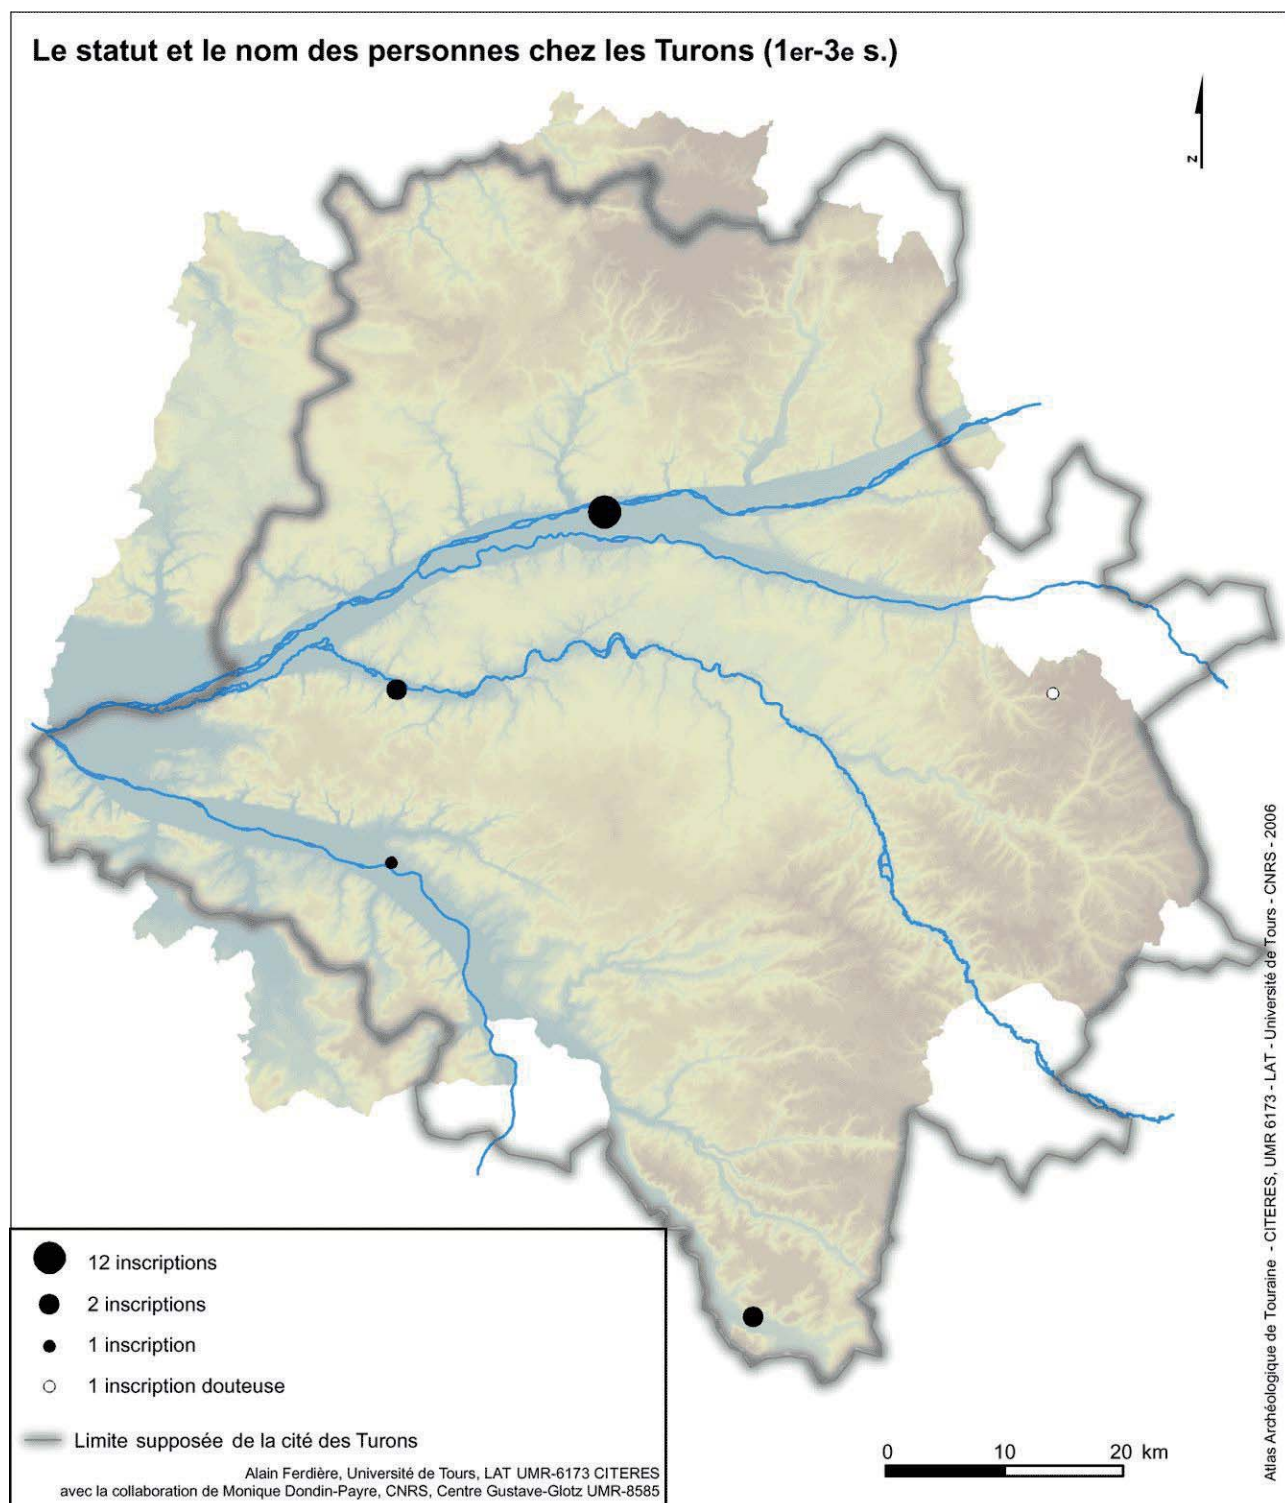 Le statut et le nom des personnes chez les Turons (1er-3e s.)
N
12 inscriptions
2 inscriptions
1 inscription
1 inscription douteuse
Limite supposée de la cité des Turons
Alain Ferdière, Université de Tours, LAT UMR-6173 CITERES
avec la collaboration de Monique Dondin-Payre, CNRS, Centre Gustave-Glotz UMR-8585
0 10 20 km
Atlas Archéologique de Touraine - CITERES, UMR 6173 - LAT - Université de Tours - CNRS - 2006